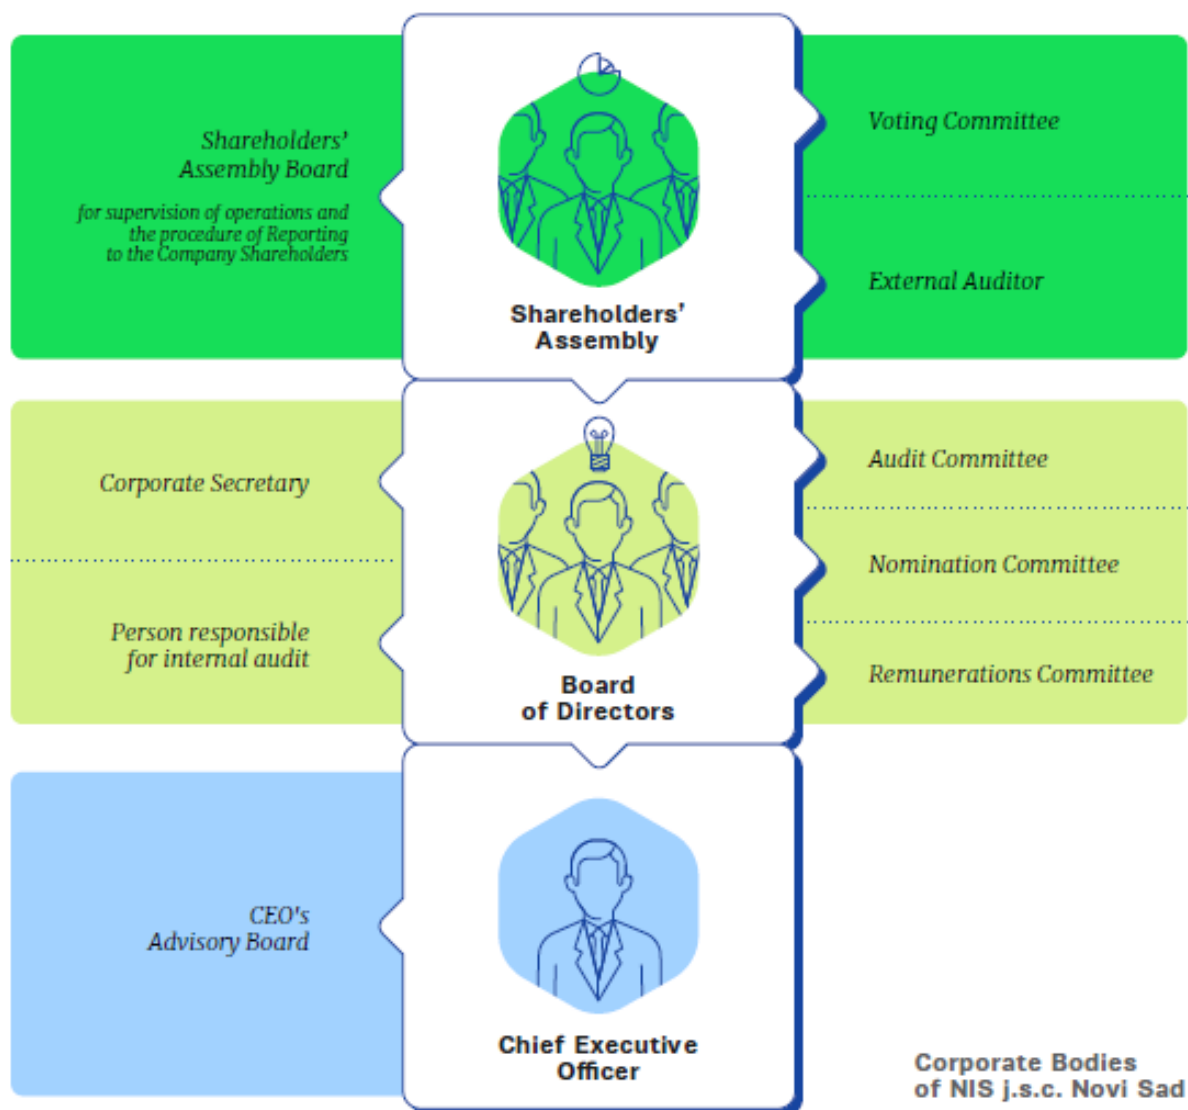 Shareholders'
Assembly Board
for supervision of operations and
the procedure of Reporting
to the Company Shareholders
Shareholders'
Assembly
Voting Committee
External Auditor
Corporate Secretary
Person responsible
for internal audit
Board
of Directors
Audit Committee
Nomination Committee
Remunerations Committee
CEO's
Advisory Board
Chief Executive
Officer
Corporate Bodies
of NIS j.s.c. Novi Sad